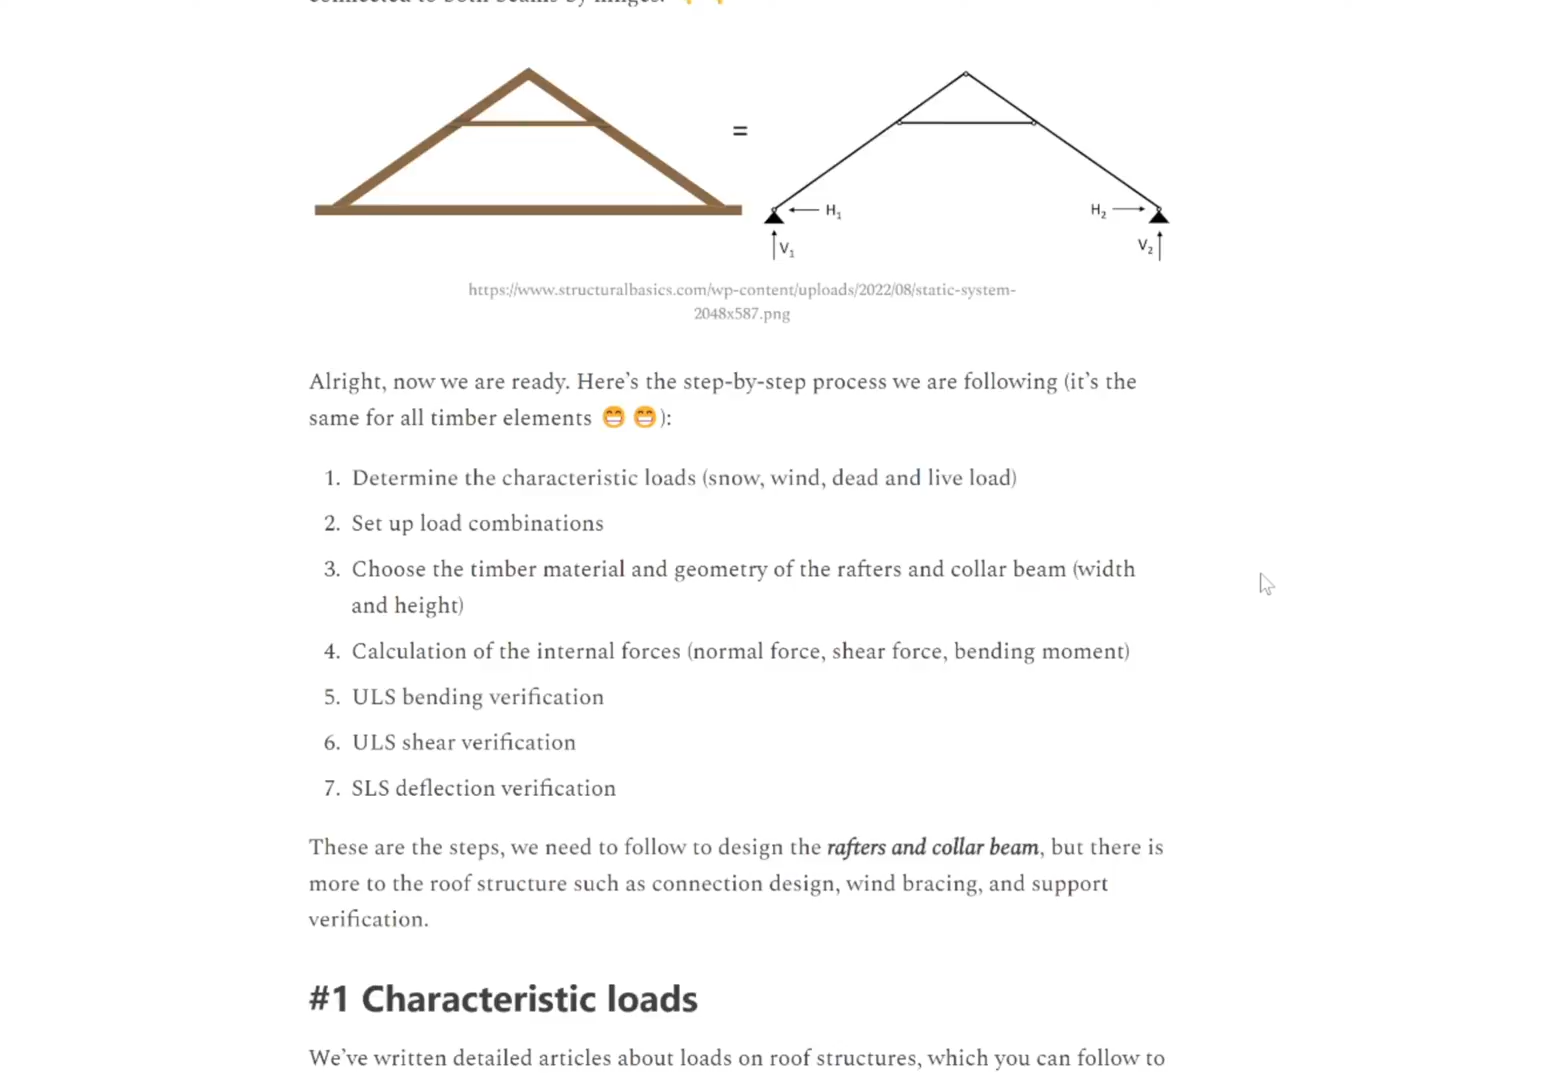 connected to both beams by hinges.
=
H1
H2
V1
V2
https://www.structuralbasics.com/wp-content/uploads/2022/08/static-system-
2048x587.png
Alright, now we are ready. Here’s the step-by-step process we are following (it’s the
same for all timber elements 😁 😁):
1. Determine the characteristic loads (snow, wind, dead and live load)
2. Set up load combinations
3. Choose the timber material and geometry of the rafters and collar beam (width
and height)
4. Calculation of the internal forces (normal force, shear force, bending moment)
5. ULS bending verification
6. ULS shear verification
7. SLS deflection verification
These are the steps, we need to follow to design the rafters and collar beam, but there is
more to the roof structure such as connection design, wind bracing, and support
verification.
#1 Characteristic loads
We’ve written detailed articles about loads on roof structures, which you can follow to